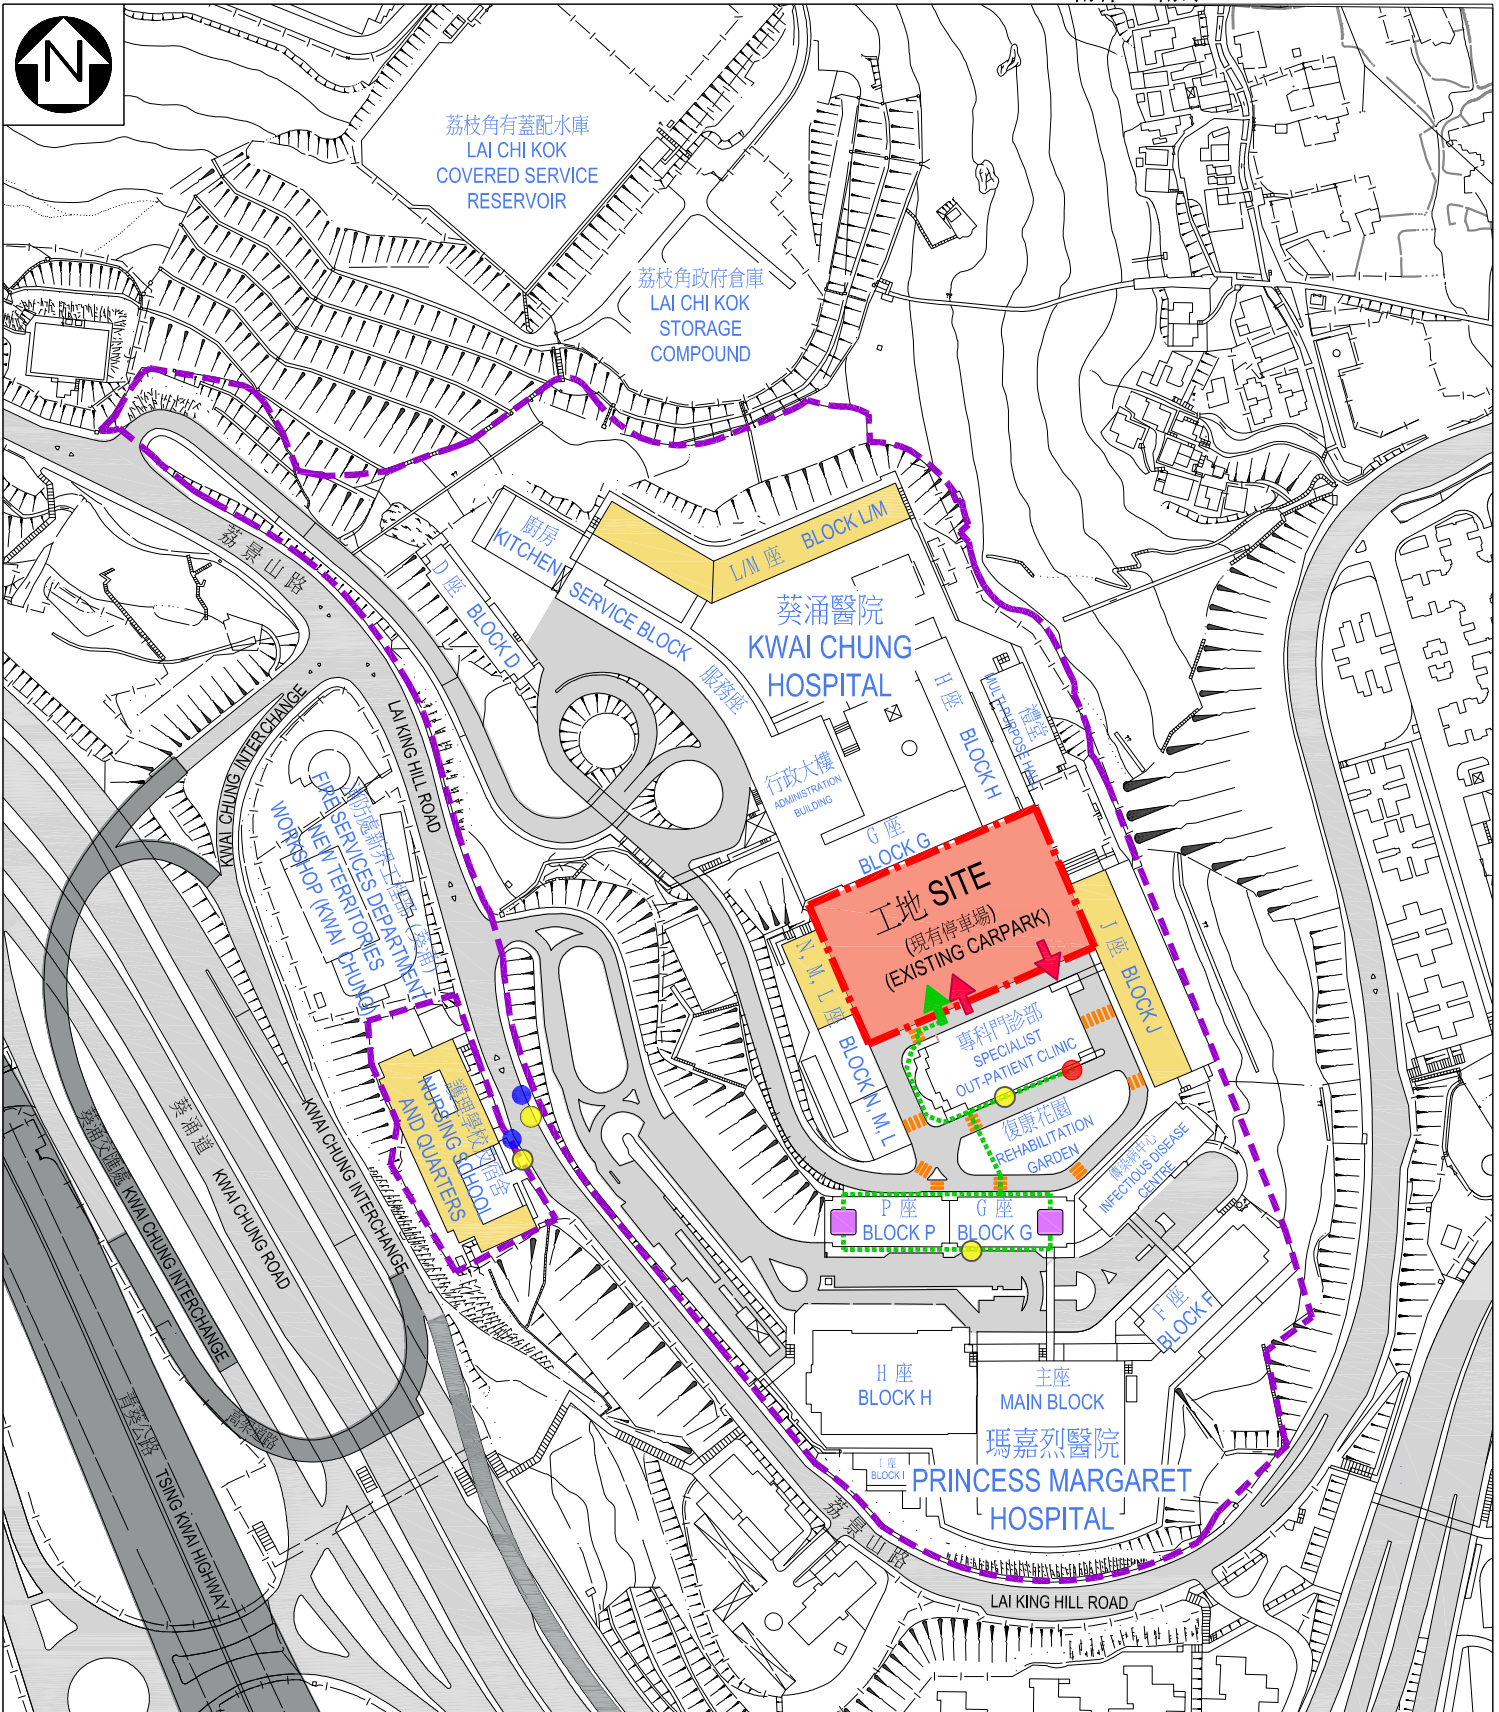 N
荔枝角有蓋配水庫
LAI CHI KOK
COVERED SERVICE
RESERVOIR
荔枝角政府倉庫
LAI CHI KOK
STORAGE
COMPOUND
荔景山路
廚房
KITCHEN
D 座 BLOCK D
SERVICE BLOCK 服務座
L/M 座 BLOCK L/M
葵涌醫院
KWAI CHUNG
HOSPITAL
H 座 BLOCK H
禮堂
MULTI-PURPOSE HALL
行政大樓
ADMINISTRATION
BUILDING
G 座
BLOCK G
KWAI CHUNG INTERCHANGE
LAI KING HILL ROAD
FIRE SERVICES DEPARTMENT
NEW TERRITORIES
WORKSHOP (KWAI CHUNG)
工地 SITE
(現有停車場)
(EXISTING CARPARK)
N, M, L 座 BLOCK N, M, L
J 座 BLOCK J
專科門診部
SPECIALIST
OUT-PATIENT CLINIC
復康花園
REHABILITATION
GARDEN
傳染病中心
INFECTIOUS DISEASE
CENTRE
護理學校及宿舍
NURSING SCHOOL
AND QUARTERS
葵涌交匯處 KWAI CHUNG INTERCHANGE
葵涌道 KWAI CHUNG ROAD
KWAI CHUNG INTERCHANGE
P 座
BLOCK P
G 座
BLOCK G
F 座
BLOCK F
H 座
BLOCK H
主座
MAIN BLOCK
瑪嘉烈醫院
PRINCESS MARGARET
HOSPITAL
I 座
BLOCK I
青葵公路 TSING KWAI HIGHWAY
荔景山路
LAI KING HILL ROAD